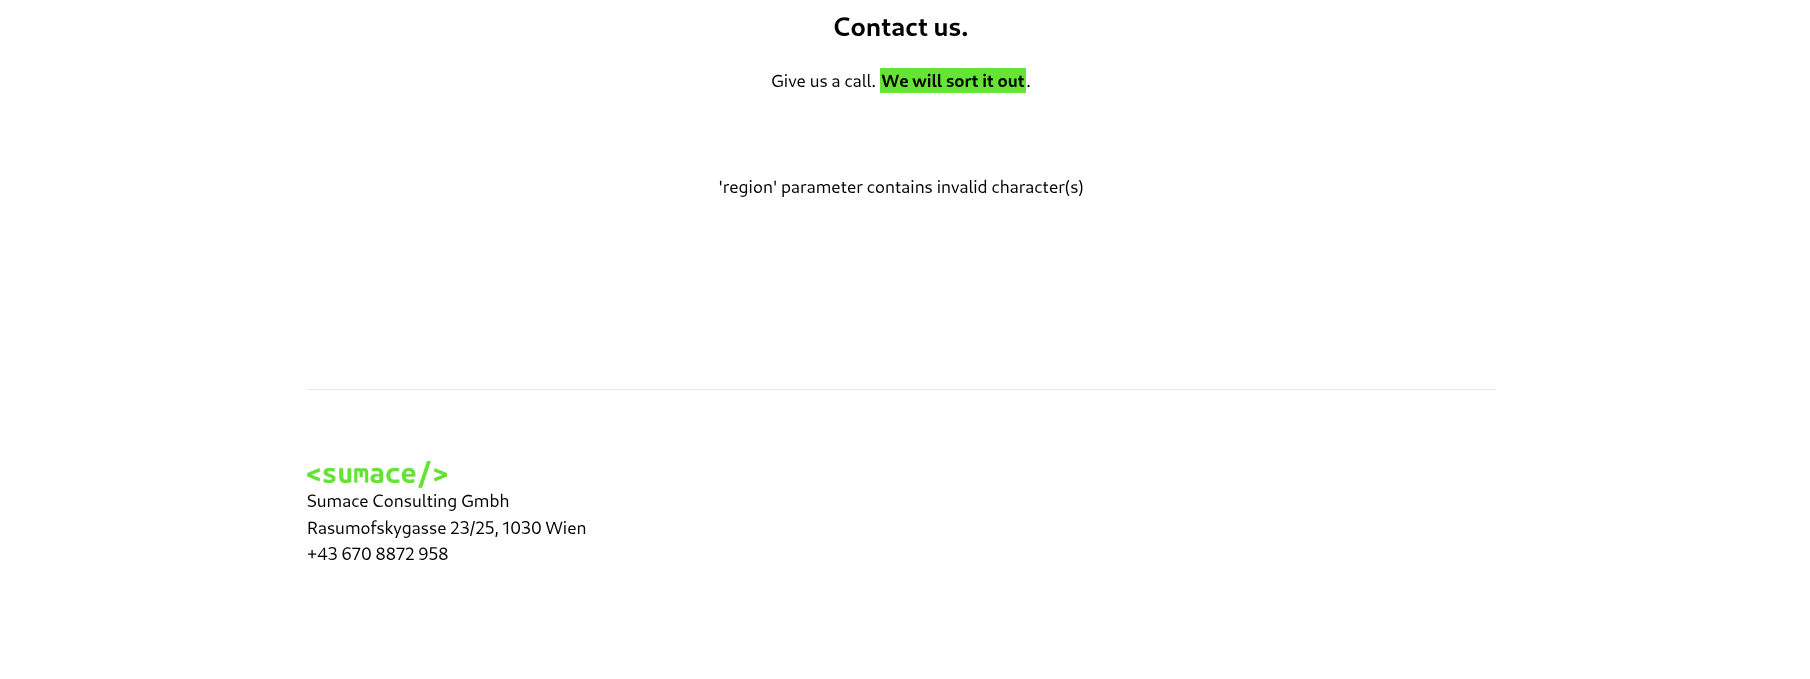 Contact us.
Give us a call. We will sort it out.
'region' parameter contains invalid character(s)
<sumace/>
Sumace Consulting Gmbh
Rasumofskygasse 23/25, 1030 Wien
+43 670 8872 958